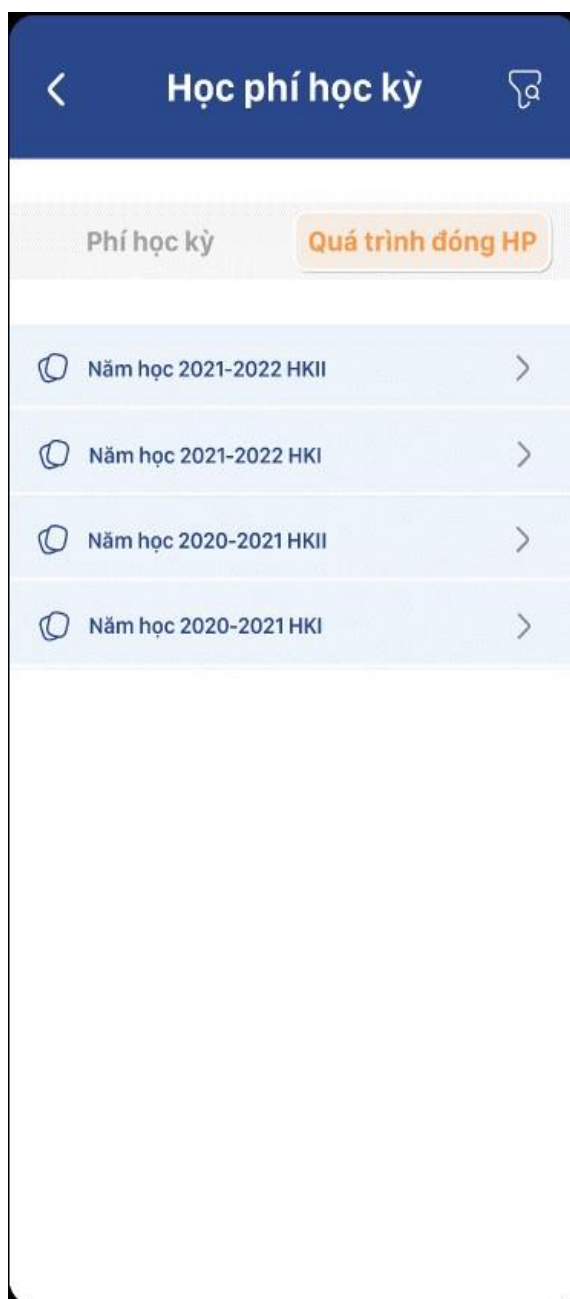 Học phí học kỳ
Phí học kỳ
Quá trình đóng HP
Năm học 2021-2022 HKII
Năm học 2021-2022 HKI
Năm học 2020-2021 HKII
Năm học 2020-2021 HKI